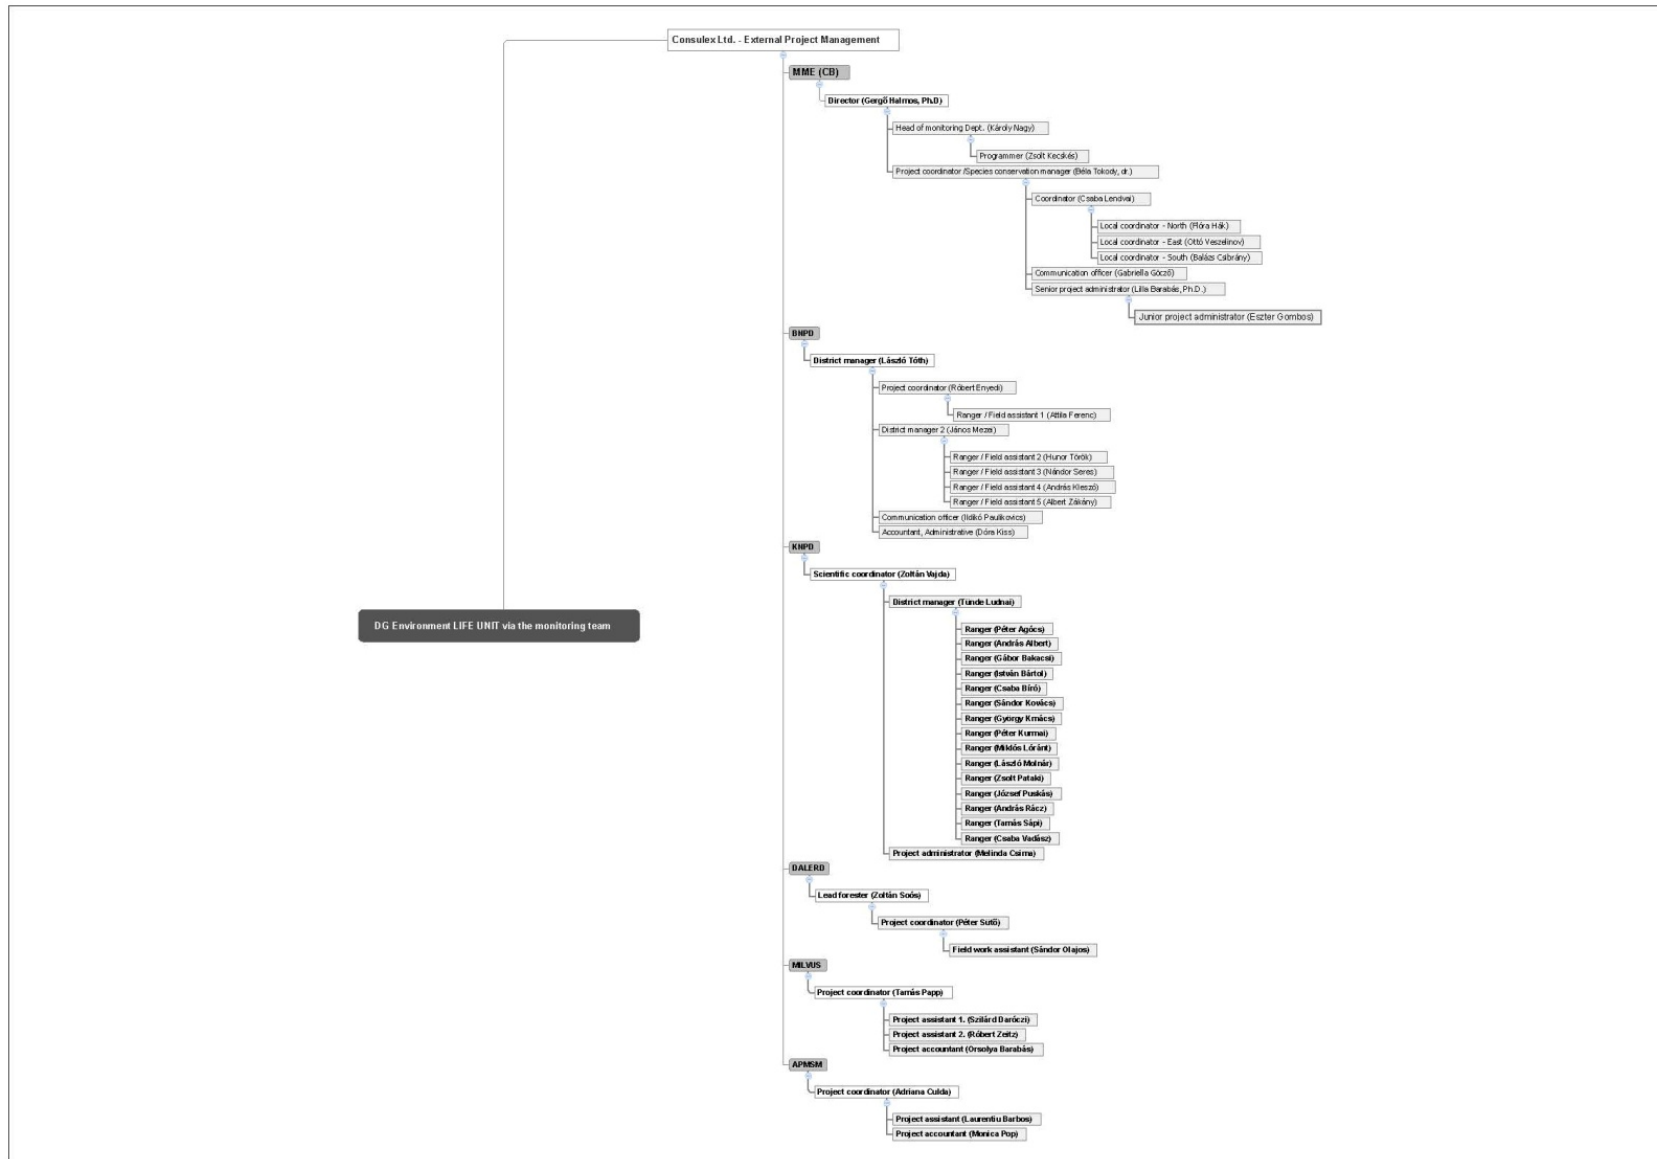 Consulex Ltd. - External Project Management
MME (CB)
Director (Gergő Halmos, Ph.D)
Head of monitoring Dept. (Károly Nagy)
Programmer (Zsolt Kecskés)
Project coordinator /Species conservation manager (Béla Tokody, dr.)
Coordinator (Csaba Lendvai)
Local coordinator - North (Flóra Hák)
Local coordinator - East (Ottó Veszelinov)
Local coordinator - South (Balázs Csibrány)
Communication officer (Gabriella Göczö)
Senior project administrator (Lilla Barabás, Ph.D.)
Junior project administrator (Eszter Gombos)
BNPD
District manager (László Tóth)
Project coordinator (Róbert Enyedi)
Ranger / Field assistant 1 (Attila Ferenc)
District manager 2 (János Mezei)
Ranger / Field assistant 2 (Hunor Török)
Ranger / Field assistant 3 (Nándor Seres)
Ranger / Field assistant 4 (András Kleszó)
Ranger / Field assistant 5 (Albert Zákány)
Communication officer (Ildikó Paulikovics)
Accountant, Administrative (Dóra Kiss)
KNPD
Scientific coordinator (Zoltán Vajda)
District manager (Tünde Ludnai)
DG Environment LIFE UNIT via the monitoring team
Ranger (Péter Agócs)
Ranger (András Albert)
Ranger (Gábor Bakacsi)
Ranger (István Bártol)
Ranger (Csaba Bíró)
Ranger (Sándor Kovács)
Ranger (György Krnács)
Ranger (Péter Kurmai)
Ranger (Miklós Lóránt)
Ranger (László Molnár)
Ranger (Zsolt Pataki)
Ranger (József Puskás)
Ranger (András Rácz)
Ranger (Tamás Sápi)
Ranger (Csaba Vadász)
Project administrator (Melinda Csima)
DALERD
Lead forester (Zoltán Soós)
Project coordinator (Péter Sütő)
Field work assistant (Sándor Olajos)
MILVUS
Project coordinator (Tamás Papp)
Project assistant 1. (Szilárd Daróczi)
Project assistant 2. (Róbert Zeitz)
Project accountant (Orsolya Barabás)
APMSM
Project coordinator (Adriana Culda)
Project assistant (Laurentiu Barbos)
Project accountant (Monica Pop)